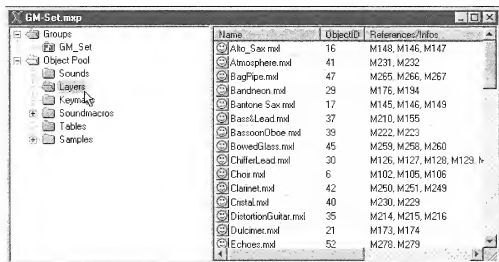 GM-Set.mxp
Groups
GM_Set
Object Pool
Sounds
Layers
Keymaps
Soundmacros
Tables
Samples
Name ObjectID References/Infos
Alto_Sax.mxl 16 M148, M146, M147
Atmosphere.mxl 41 M231, M232
BagPipe.mxl 47 M265, M266, M267
Bandneon.mxl 29 M176, M194
Baritone Sax.mxl 17 M145, M146, M149
Bass&Lead.mxl 37 M210, M155
BassoonOboe.mxl 39 M222, M223
BowedGlass.mxl 45 M259, M258, M260
ChifferLead.mxl 30 M126, M127, M128, M129, M
Choir.mxl 6 M102, M105, M106
Clarinet.mxl 42 M250, M251, M249
Cristal.mxl 40 M230, M229
DistortionGuitar.mxl 35 M214, M215, M216
Dulcimer.mxl 21 M173, M174
Echoes.mxl 52 M278, M279